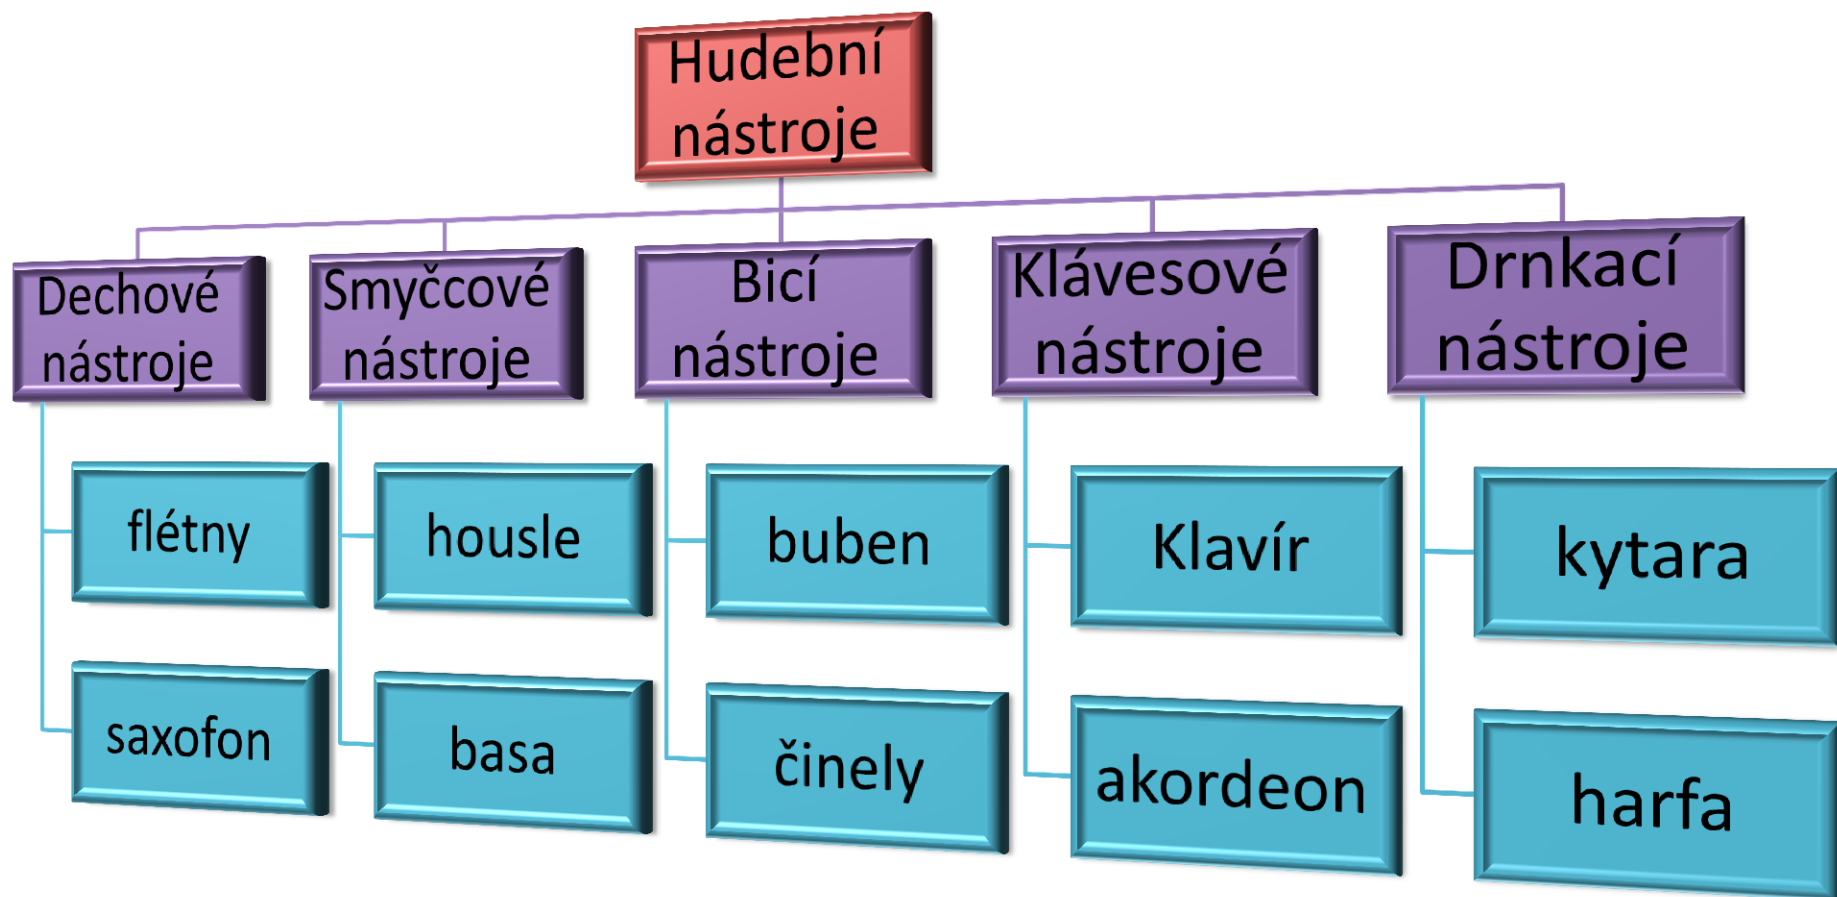 Hudební
nástroje
Dechové
nástroje
Smyčcové
nástroje
Bicí
nástroje
Klávesové
nástroje
Drnkací
nástroje
flétny
housle
buben
Klavír
kytara
saxofon
basa
činely
akordeon
harfa